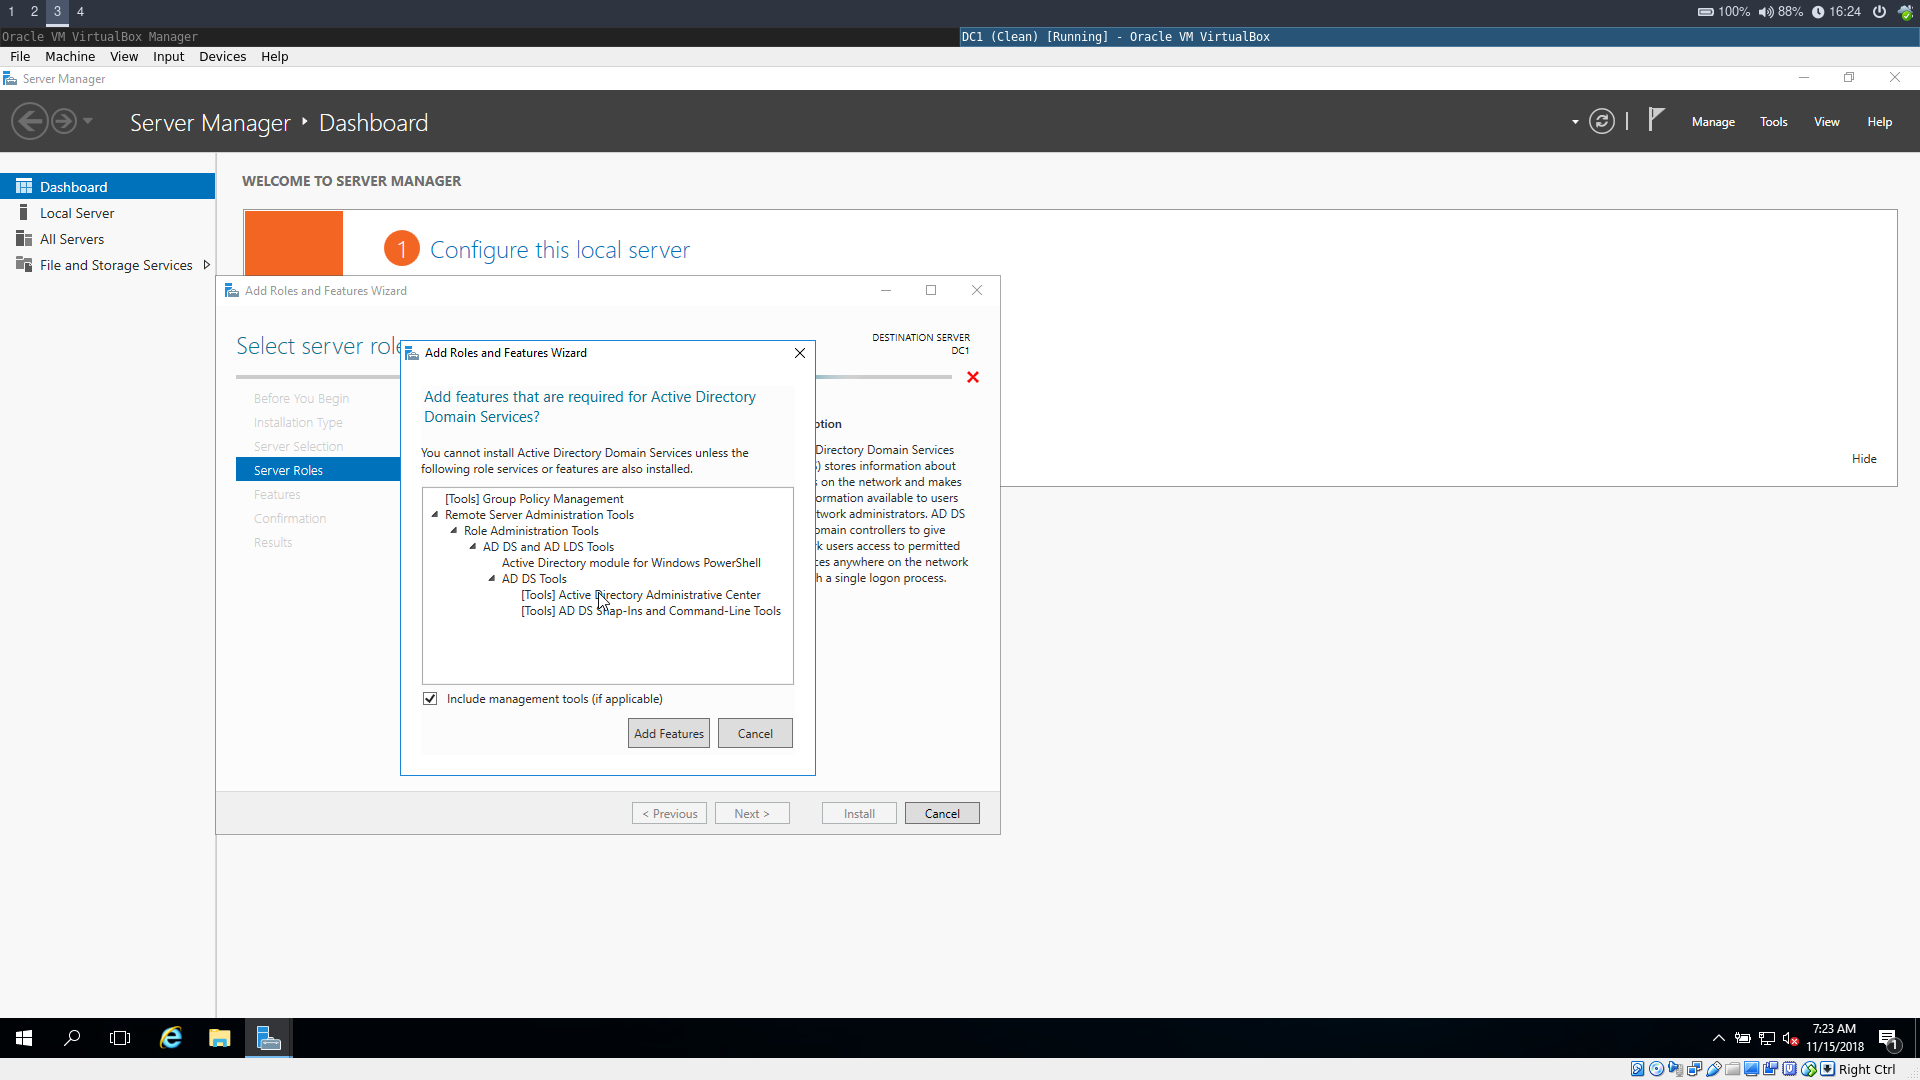 1 2 3 4
100% 88% 16:24
Oracle VM VirtualBox Manager
DC1 (Clean) [Running] - Oracle VM VirtualBox
File Machine View Input Devices Help
Server Manager
Server Manager Dashboard
Manage Tools View Help
Dashboard
Local Server
All Servers
File and Storage Services
WELCOME TO SERVER MANAGER
1 Configure this local server
Hide
Add Roles and Features Wizard
Select server role
DESTINATION SERVER
DC1
Before You Begin
Installation Type
Server Selection
Server Roles
Features
Confirmation
Results
Add Roles and Features Wizard
Add features that are required for Active Directory
Domain Services?
You cannot install Active Directory Domain Services unless the
following role services or features are also installed.
[Tools] Group Policy Management
Remote Server Administration Tools
Role Administration Tools
AD DS and AD LDS Tools
Active Directory module for Windows PowerShell
AD DS Tools
[Tools] Active Directory Administrative Center
[Tools] AD DS Snap-Ins and Command-Line Tools
Include management tools (if applicable)
Add Features Cancel
ption
Directory Domain Services
) stores information about
on the network and makes
ormation available to users
twork administrators. AD DS
omain controllers to give
k users access to permitted
ces anywhere on the network
h a single logon process.
< Previous Next > Install Cancel
7:23 AM
11/15/2018
1
Right Ctrl